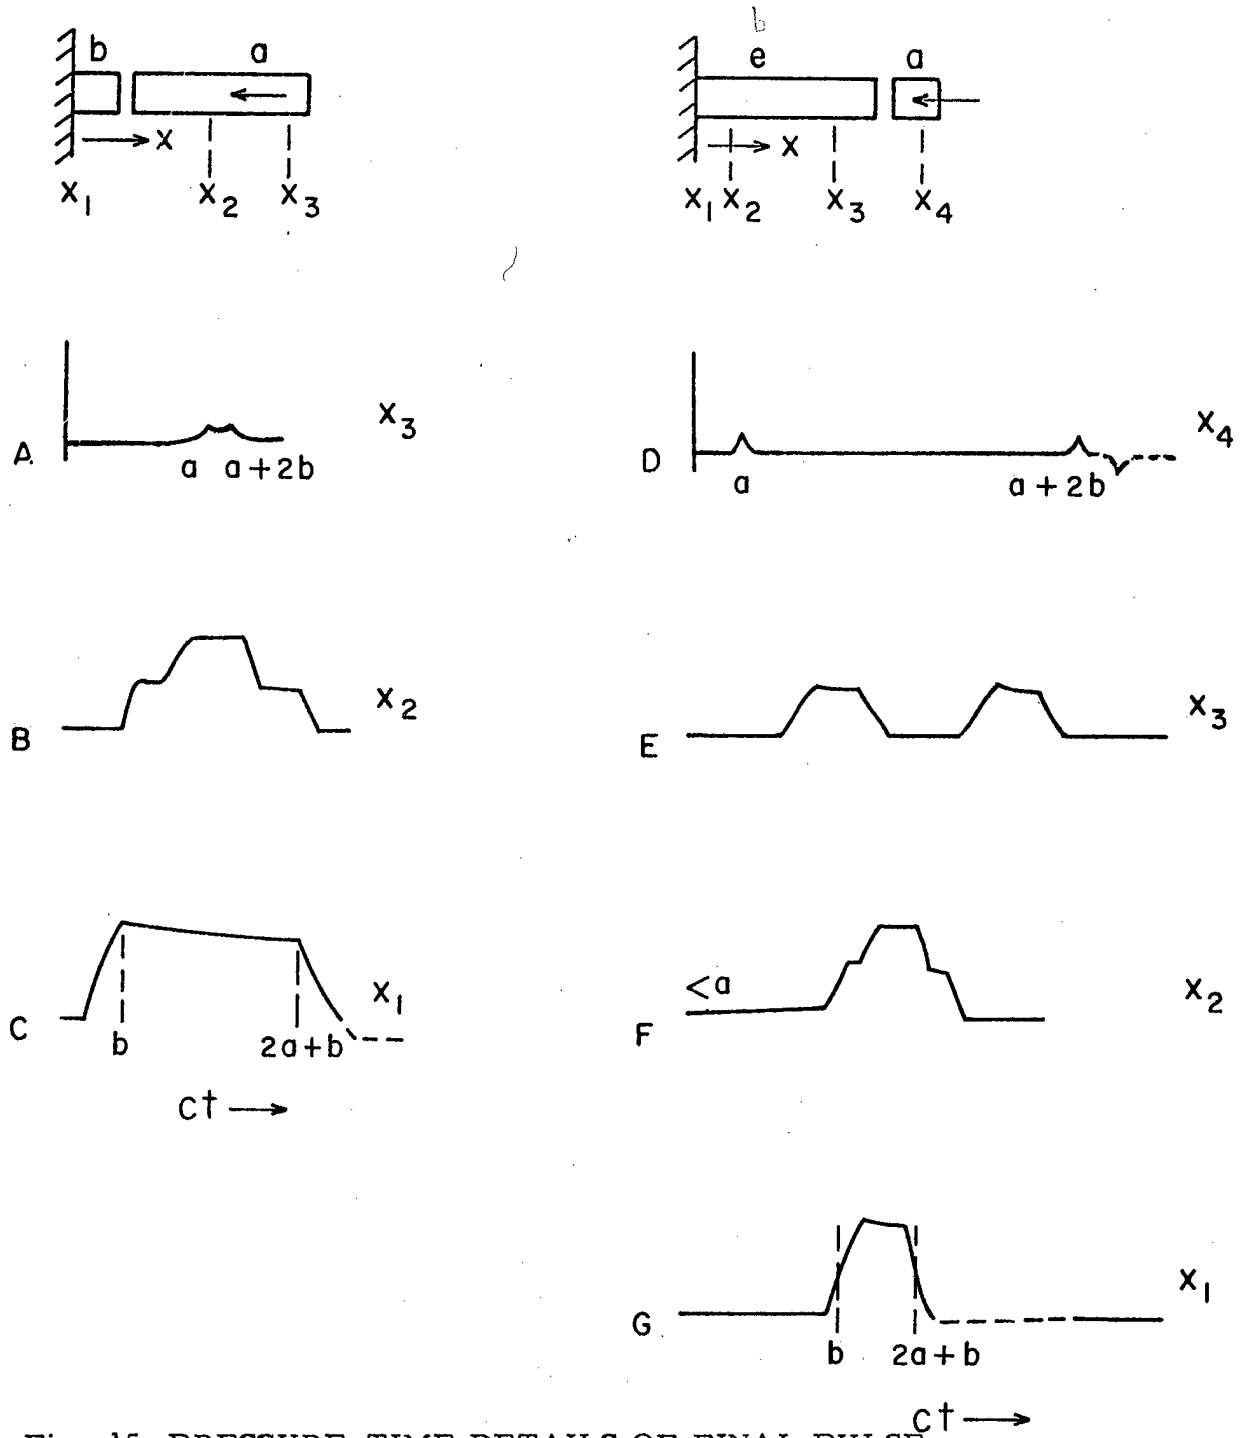 b a
x
x1 x2 x3
b
e a
x
x1 x2 x3 x4
A. x3
a a+2b
D x4
a a+2b
B x2
E x3
C x1
b 2a+b
ct
<a
F x2
G x1
b 2a+b
ct
Fig. 15 PRESSURE-TIME DETAILS OF FINAL PULSE